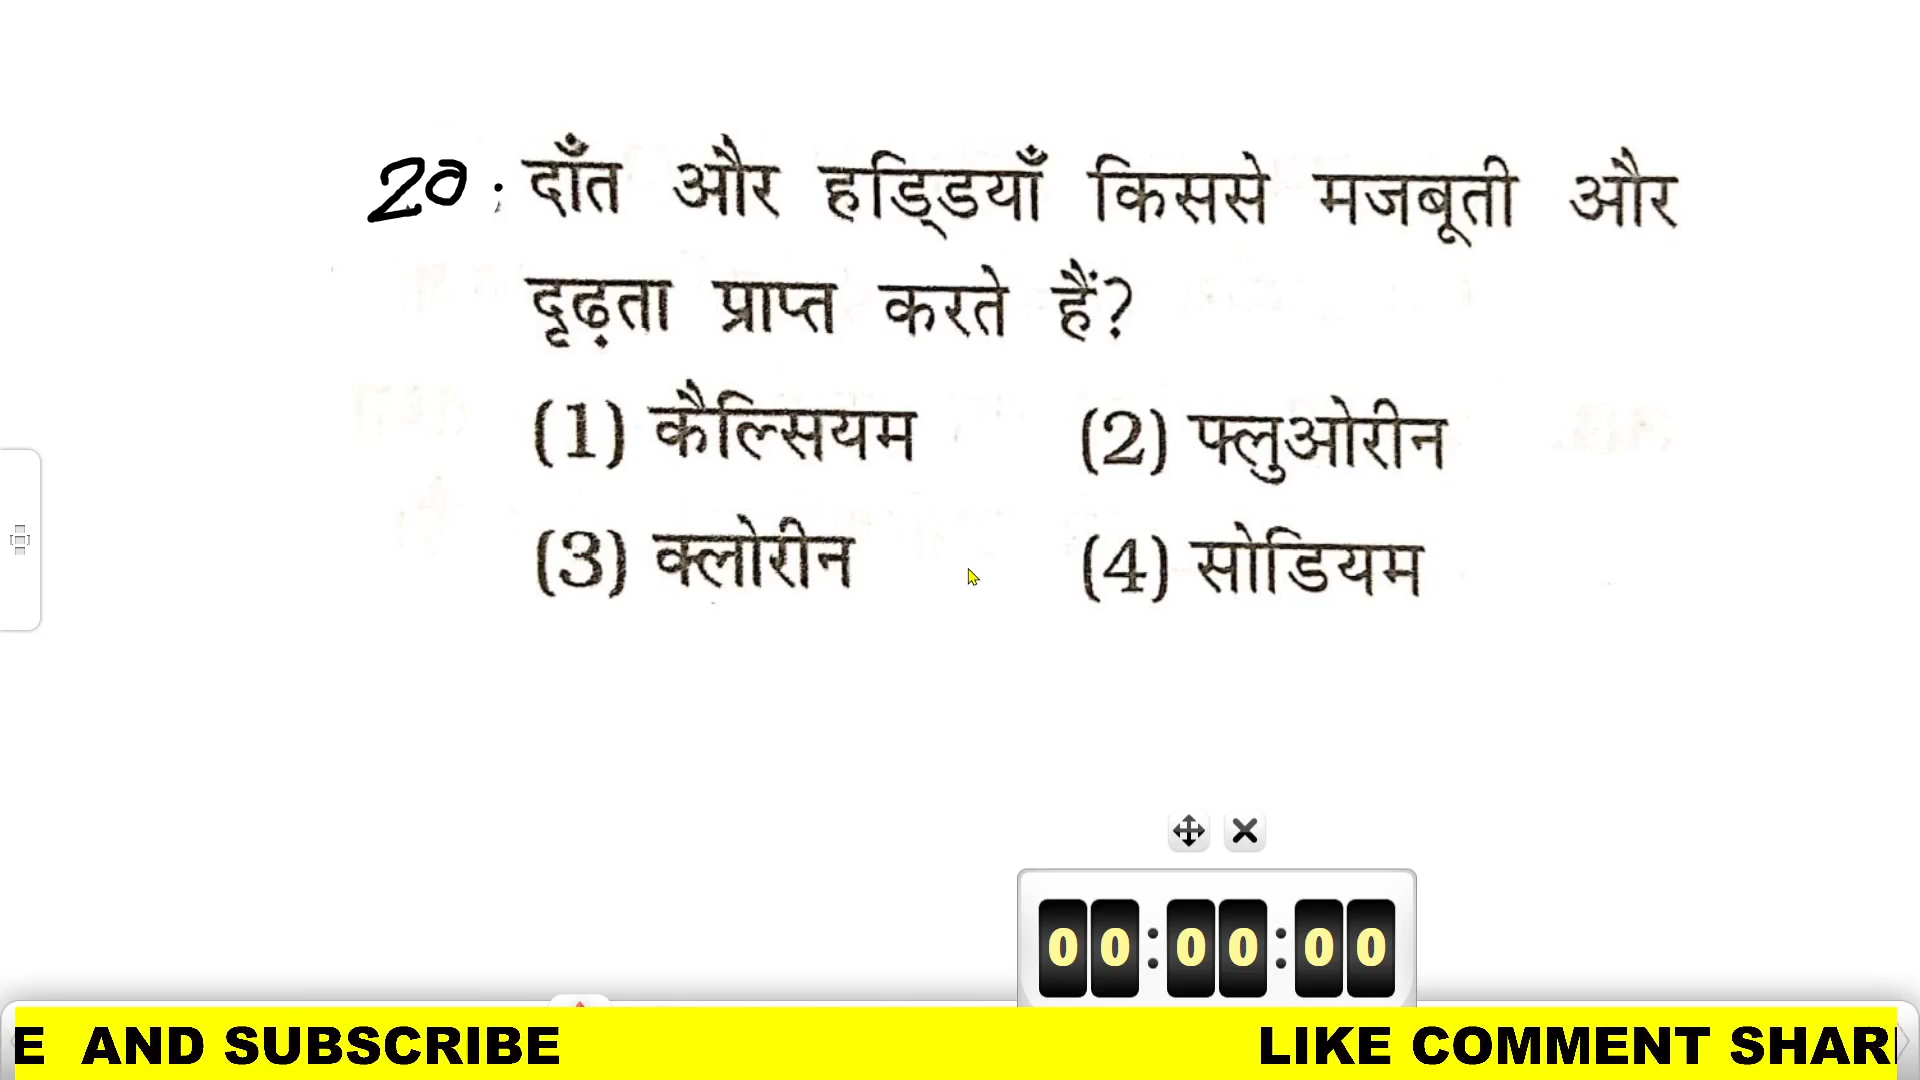 20. दाँत और हड्डियाँ किससे मजबूती और
दृढ़ता प्राप्त करते हैं?
(1) कैल्सियम (2) फ्लुओरीन
(3) क्लोरीन (4) सोडियम
00:00:00
E AND SUBSCRIBE LIKE COMMENT SHAR